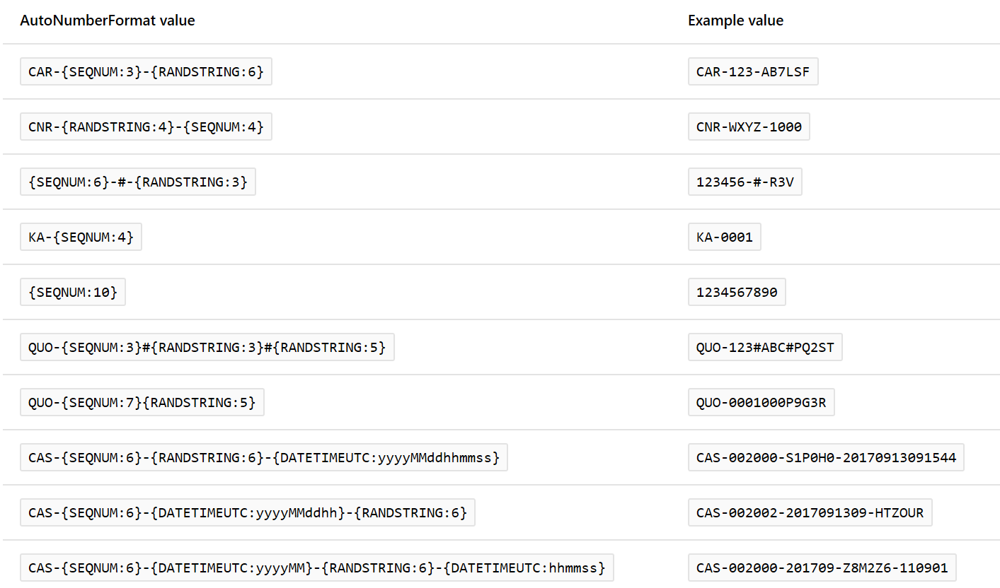 AutoNumberFormat value Example value
CAR-{SEQNUM:3}-{RANDSTRING:6} CAR-123-AB7LSF
CNR-{RANDSTRING:4}-{SEQNUM:4} CNR-WXYZ-1000
{SEQNUM:6}-#-{RANDSTRING:3} 123456-#-R3V
KA-{SEQNUM:4} KA-0001
{SEQNUM:10} 1234567890
QUO-{SEQNUM:3}#{RANDSTRING:3}#{RANDSTRING:5} QUO-123#ABC#PQ2ST
QUO-{SEQNUM:7}{RANDSTRING:5} QUO-0001000P9G3R
CAS-{SEQNUM:6}-{RANDSTRING:6}-{DATETIMEUTC:yyyyMMddhhmmss} CAS-002000-S1P0H0-20170913091544
CAS-{SEQNUM:6}-{DATETIMEUTC:yyyyMMddhh}-{RANDSTRING:6} CAS-002002-2017091309-HTZOUR
CAS-{SEQNUM:6}-{DATETIMEUTC:yyyyMM}-{RANDSTRING:6}-{DATETIMEUTC:hhmmss} CAS-002000-201709-Z8M2Z6-110901